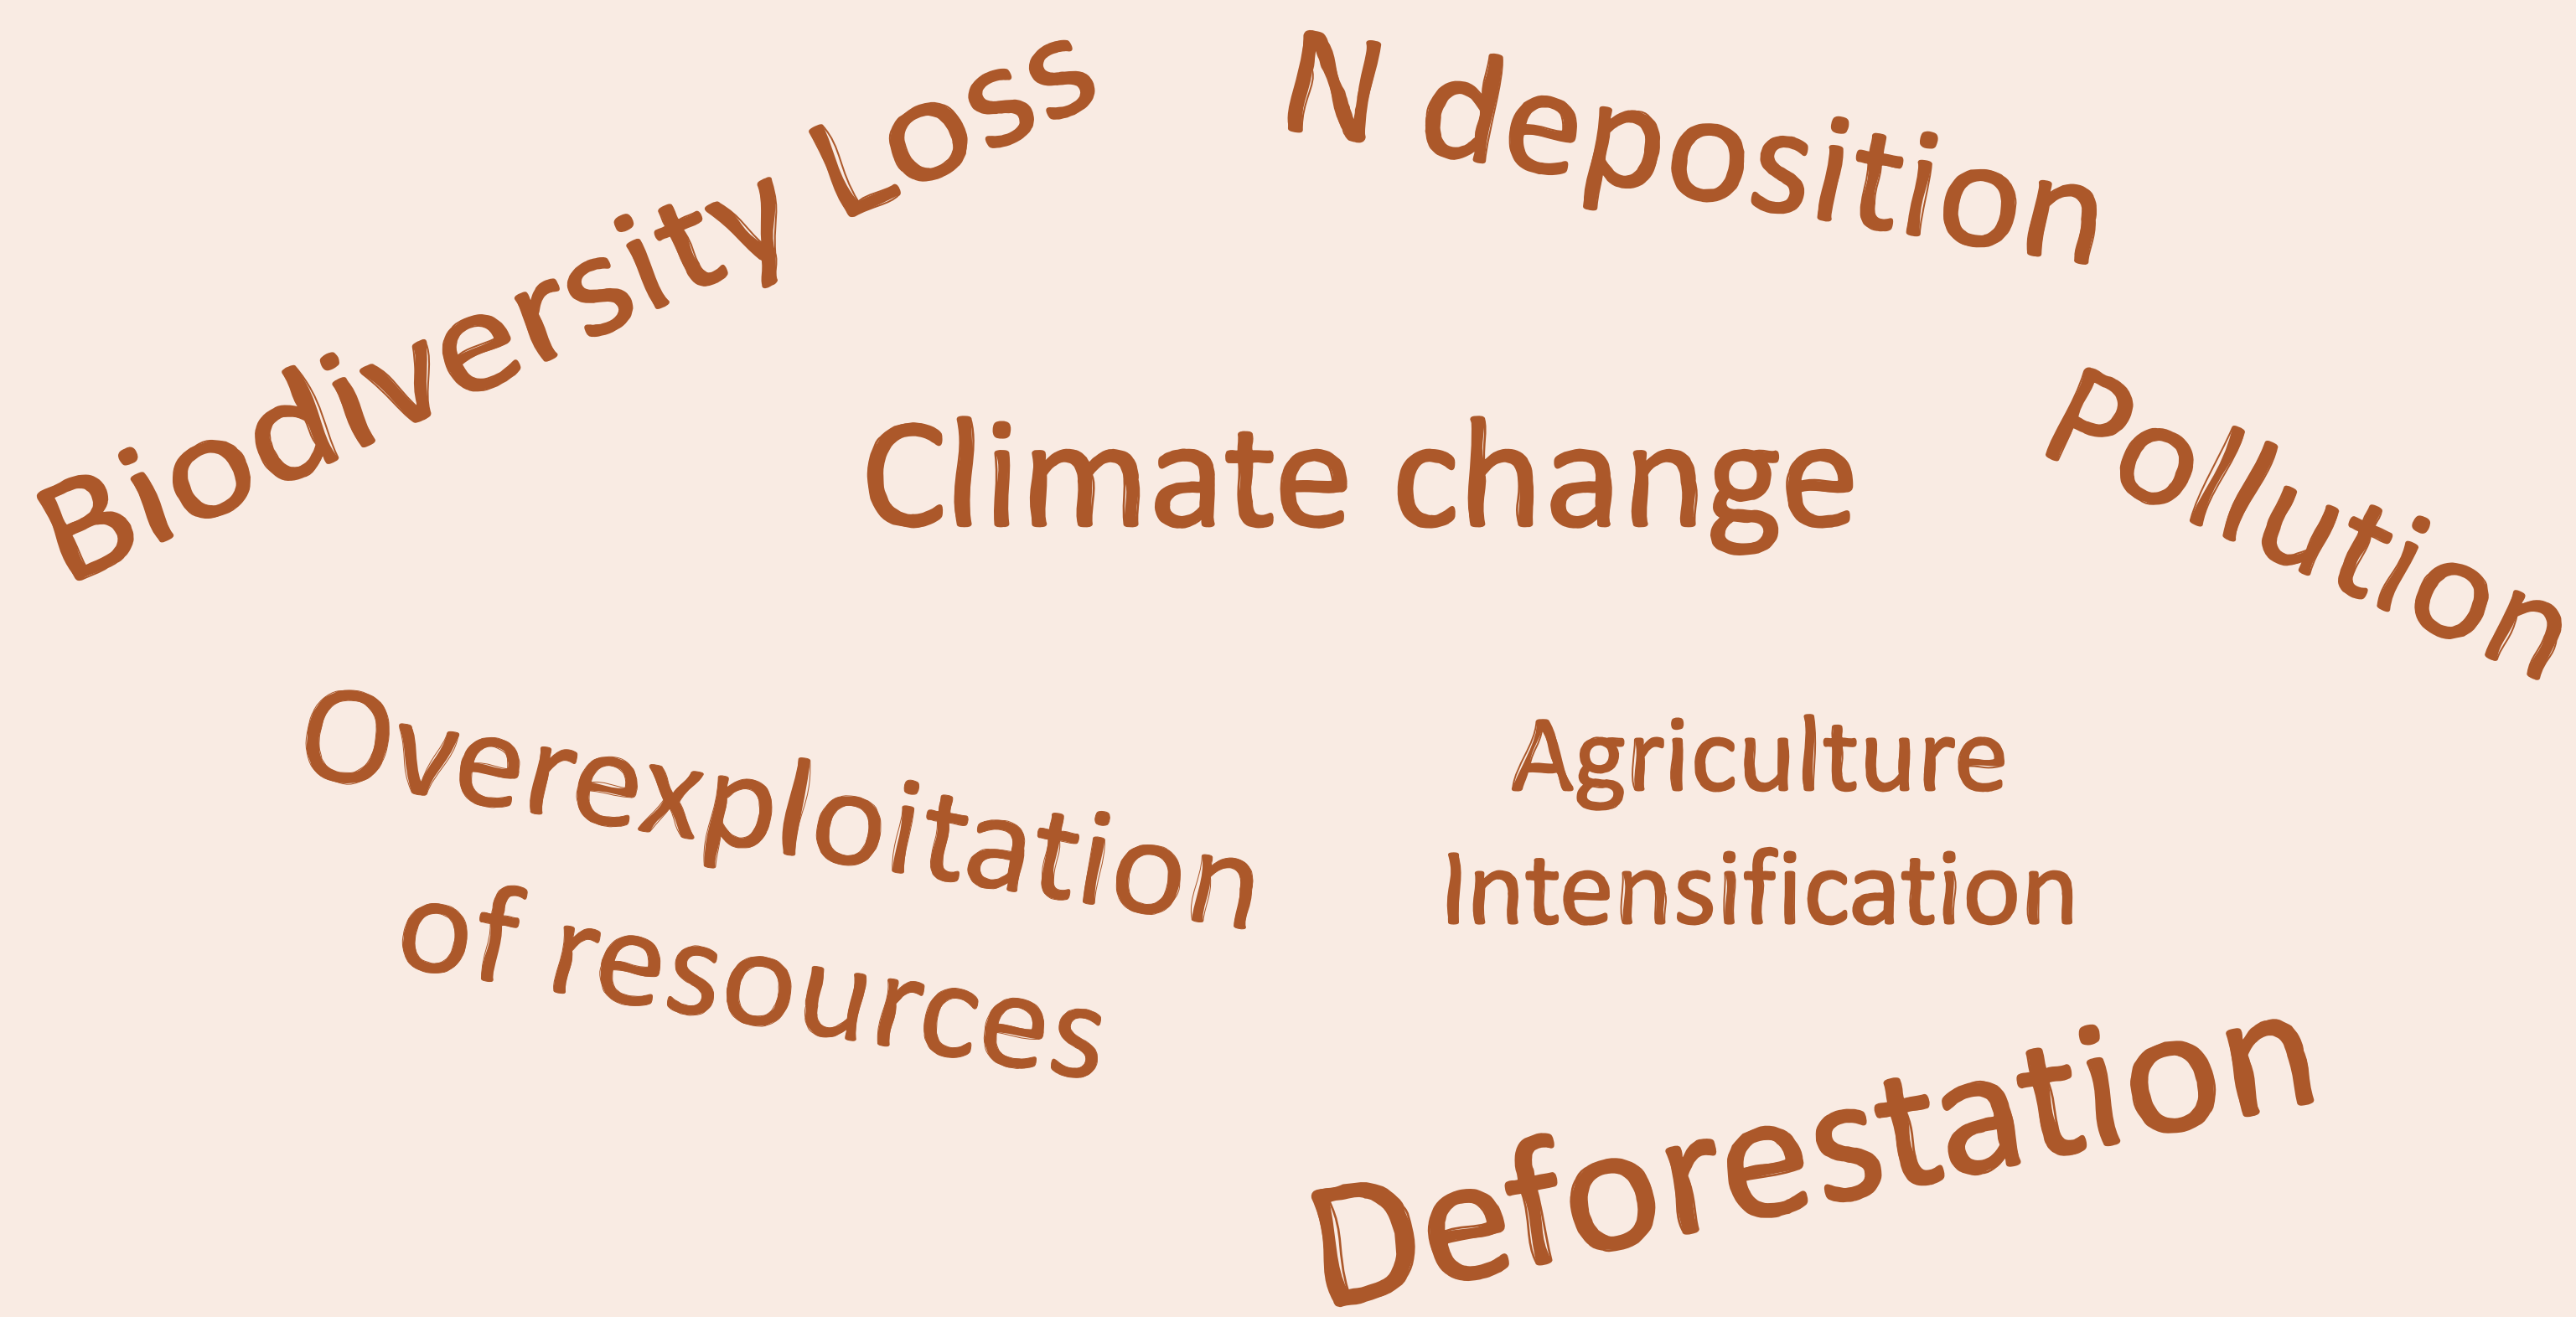 Biodiversity Loss
N deposition
Climate change
Pollution
Overexploitation
of resources
Agriculture
Intensification
Deforestation